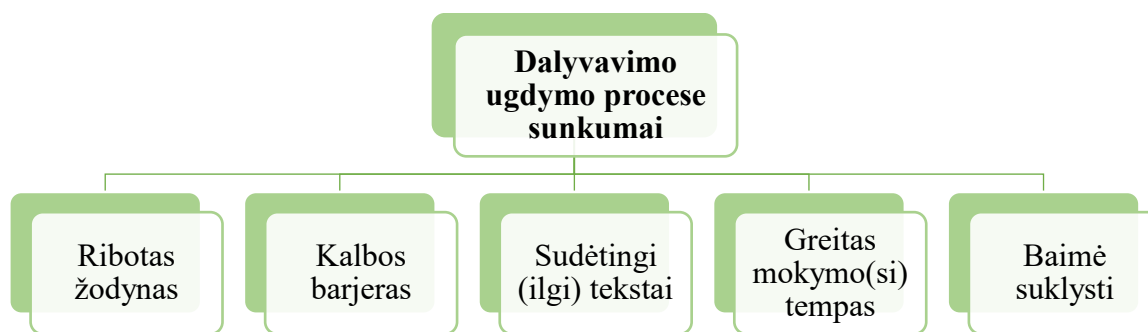 Dalyvavimo
ugdymo procese
sunkumai
Ribotas
žodynas
Kalbos
barjeras
Sudėtingi
(ilgi) tekstai
Greitas
mokymo(si)
tempas
Baimė
suklysti